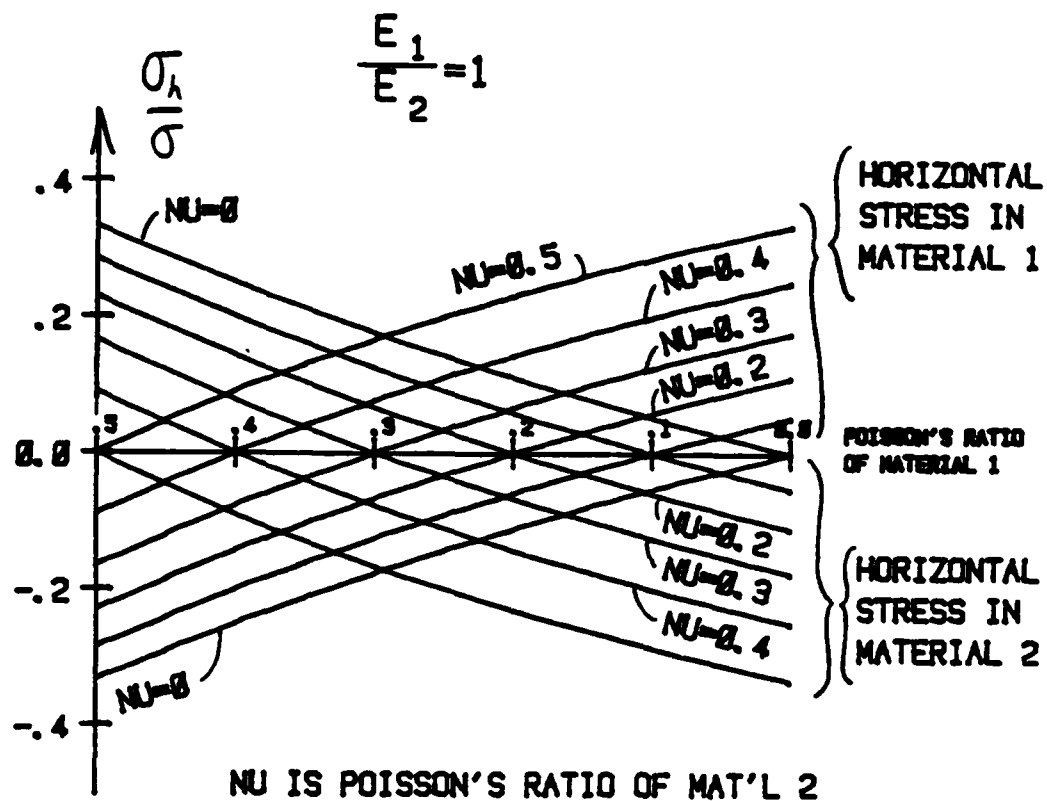 E 1
E 2
=1
σh
σ
.4
.2
0.0
-.2
-.4
NU=0
NU=0.5
NU=0.4
NU=0.3
NU=0.2
.5
.4
.3
.2
.1
0.0
HORIZONTAL
STRESS IN
MATERIAL 1
POISSON'S RATIO
OF MATERIAL 1
NU=0.2
NU=0.3
NU=0.4
NU=0
HORIZONTAL
STRESS IN
MATERIAL 2
NU IS POISSON'S RATIO OF MAT'L 2